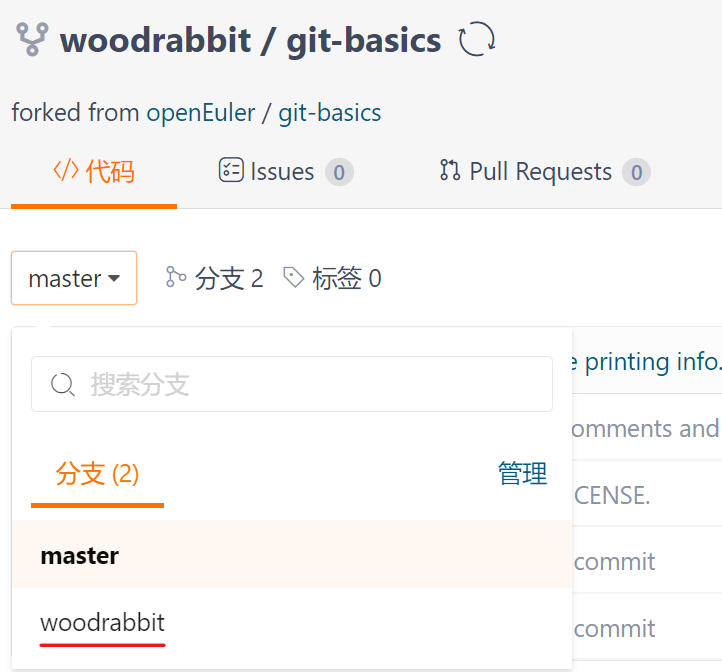 woodrabbit / git-basics
forked from openEuler / git-basics
</> 代码 Issues 0 Pull Requests 0
master 分支 2 标签 0
搜索分支
e printing info.
omments and
分支 (2) 管理
CENSE.
master
commit
woodrabbit
commit